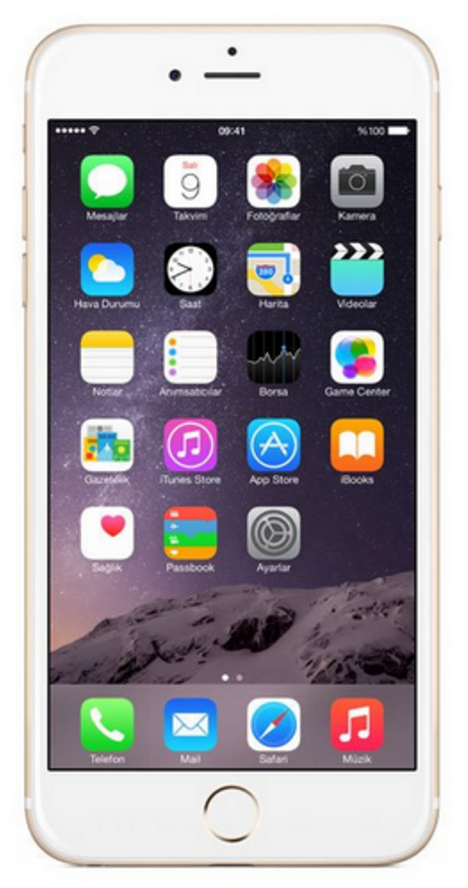 09:41
%100
Salı
9
Mesajlar
Takvim
Fotoğraflar
Kamera
280
Hava Durumu
Saat
Harita
Videolar
Notlar
Anımsatıcılar
Borsa
Game Center
Gazetelik
iTunes Store
App Store
iBooks
Sağlık
Passbook
Ayarlar
Telefon
Mail
Safari
Müzik